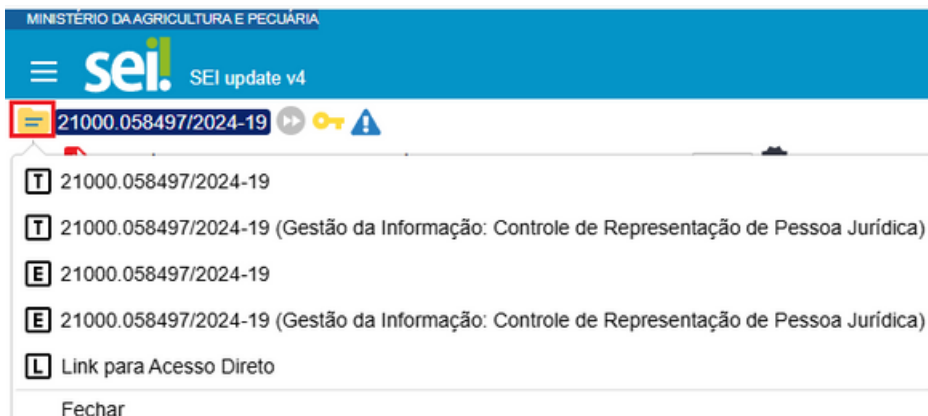 MINISTÉRIO DA AGRICULTURA E PECUÁRIA
sei! SEI update v4
21000.058497/2024-19
T 21000.058497/2024-19
T 21000.058497/2024-19 (Gestão da Informação: Controle de Representação de Pessoa Jurídica)
E 21000.058497/2024-19
E 21000.058497/2024-19 (Gestão da Informação: Controle de Representação de Pessoa Jurídica)
L Link para Acesso Direto
Fechar